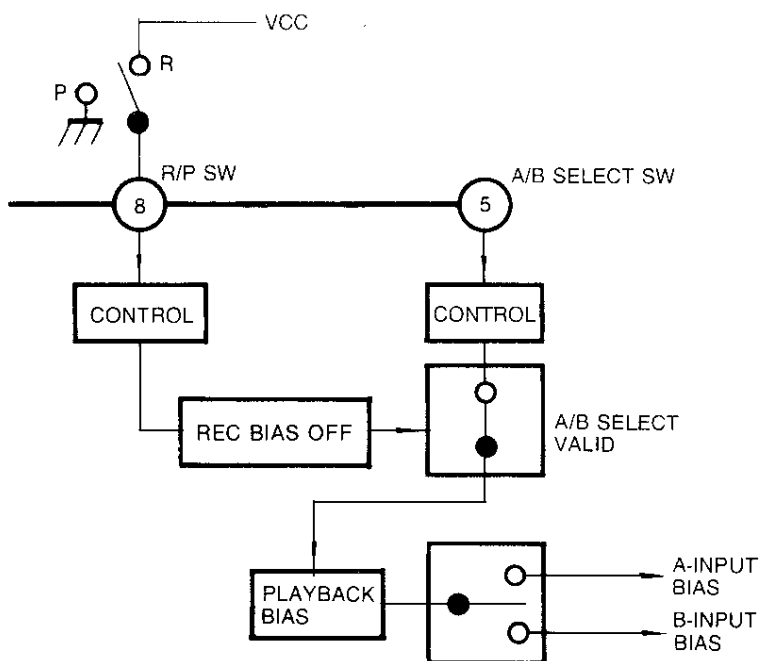 VCC
R
P
R/P SW
A/B SELECT SW
8
5
CONTROL
CONTROL
REC BIAS OFF
A/B SELECT
VALID
PLAYBACK
BIAS
A-INPUT
BIAS
B-INPUT
BIAS